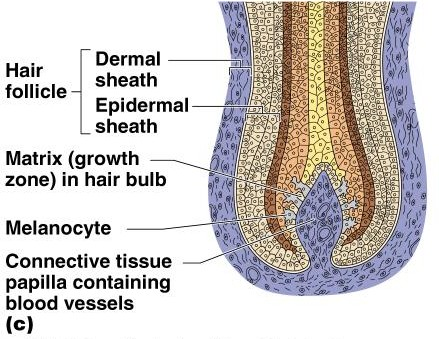 Hair
follicle
Dermal
sheath
Epidermal
sheath
Matrix (growth
zone) in hair bulb
Melanocyte
Connective tissue
papilla containing
blood vessels
(c)